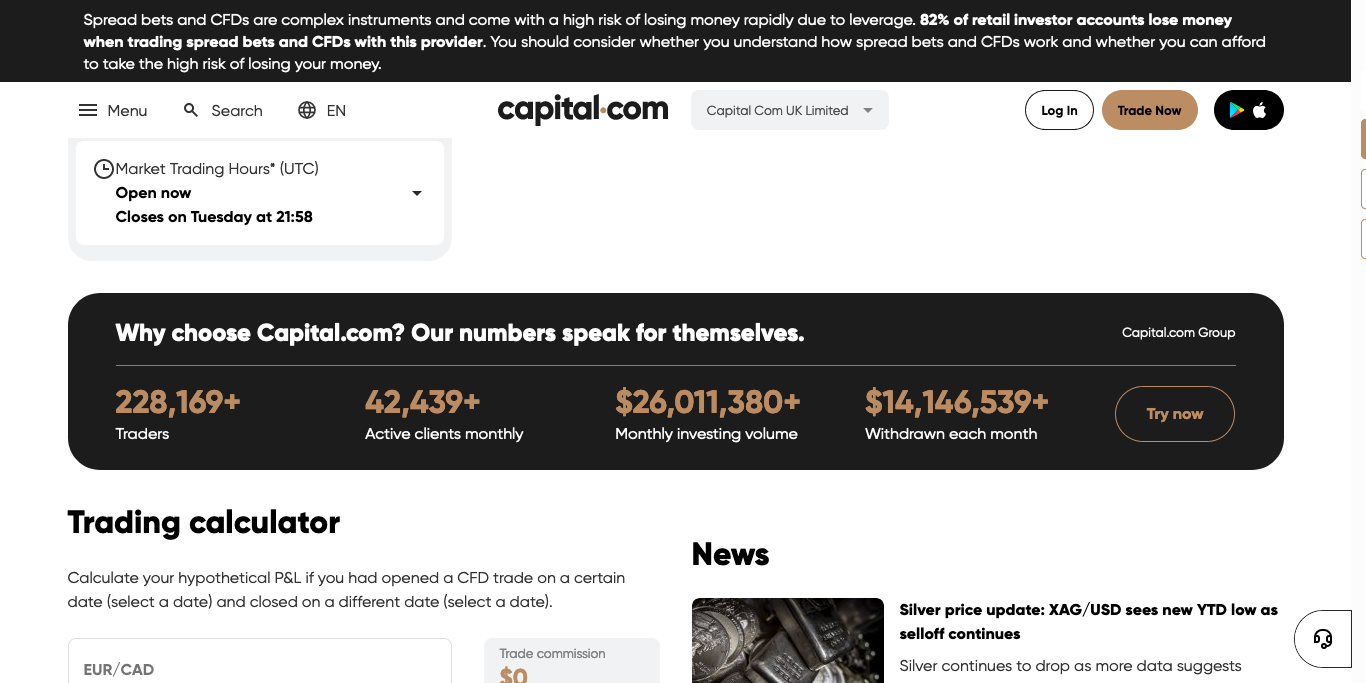 Spread bets and CFDs are complex instruments and come with a high risk of losing money rapidly due to leverage. 82% of retail investor accounts lose money
when trading spread bets and CFDs with this provider. You should consider whether you understand how spread bets and CFDs work and whether you can afford
to take the high risk of losing your money.
Menu
Search
EN
capital.com
Capital Com UK Limited
Log In
Trade Now
Market Trading Hours* (UTC)
Open now
Closes on Tuesday at 21:58
Why choose Capital.com? Our numbers speak for themselves.
Capital.com Group
228,169+
Traders
42,439+
Active clients monthly
$26,011,380+
Monthly investing volume
$14,146,539+
Withdrawn each month
Try now
Trading calculator
Calculate your hypothetical P&L if you had opened a CFD trade on a certain
date (select a date) and closed on a different date (select a date).
EUR/CAD
Trade commission
$0
News
Silver price update: XAG/USD sees new YTD low as
selloff continues
Silver continues to drop as more data suggests